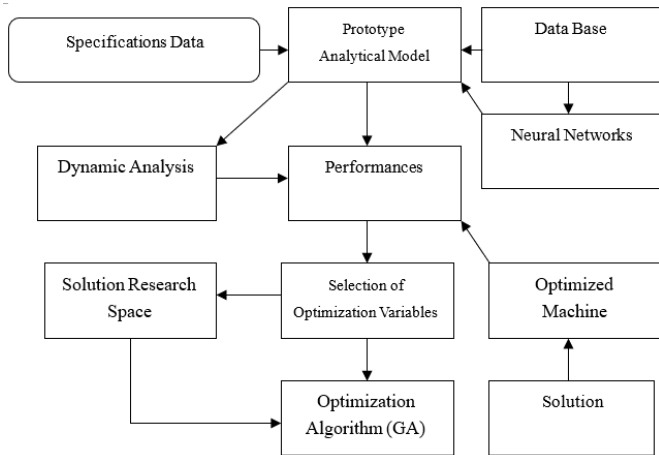 Specifications Data
Prototype
Analytical Model
Data Base
Neural Networks
Dynamic Analysis
Performances
Solution Research
Space
Selection of
Optimization Variables
Optimized
Machine
Optimization
Algorithm (GA)
Solution